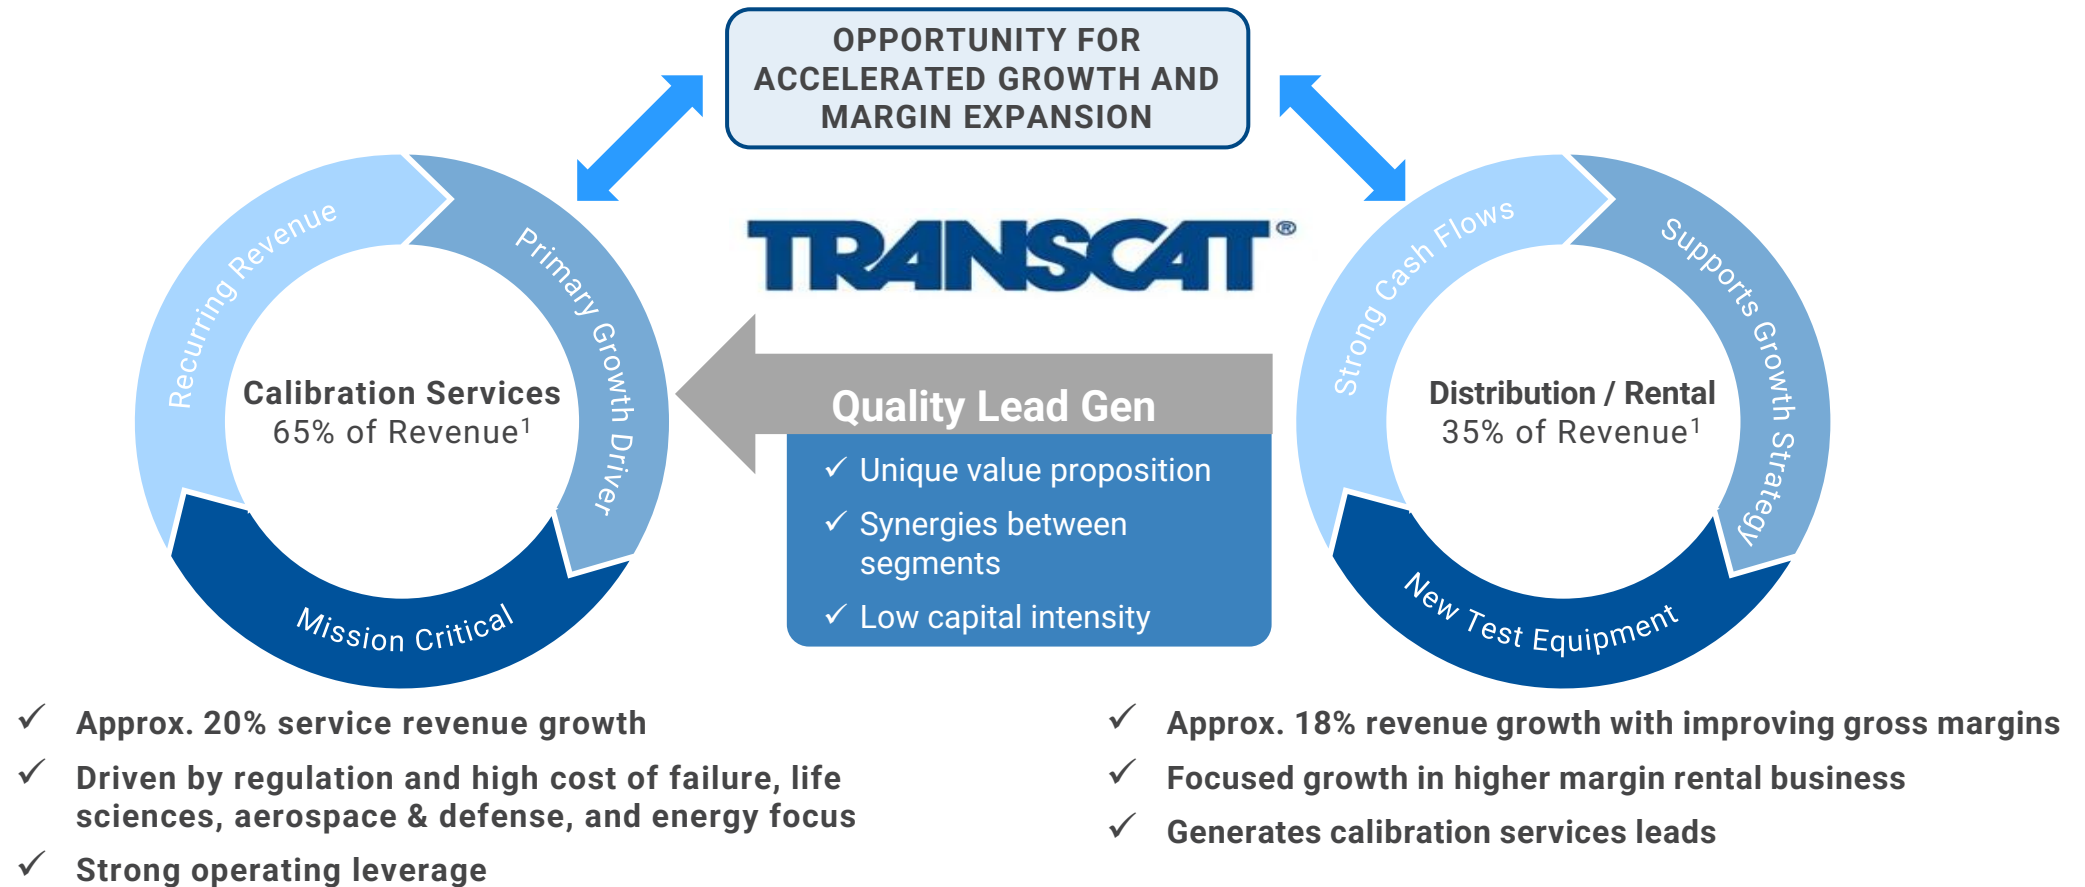 OPPORTUNITY FOR
ACCELERATED GROWTH AND
MARGIN EXPANSION
TRANSCAT®
Recurring Revenue
Primary Growth Driver
Mission Critical
Calibration Services
65% of Revenue¹
Quality Lead Gen
✓ Unique value proposition
✓ Synergies between
segments
✓ Low capital intensity
Strong Cash Flows
Supports Growth Strategy
New Test Equipment
Distribution / Rental
35% of Revenue¹
✓ Approx. 20% service revenue growth
✓ Driven by regulation and high cost of failure, life
sciences, aerospace & defense, and energy focus
✓ Strong operating leverage
✓ Approx. 18% revenue growth with improving gross margins
✓ Focused growth in higher margin rental business
✓ Generates calibration services leads